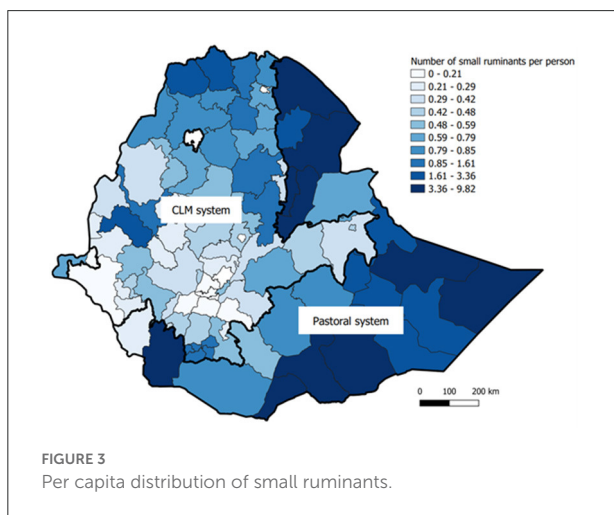 Number of small ruminants per person
0 - 0.21
0.21 - 0.29
0.29 - 0.42
0.42 - 0.48
0.48 - 0.59
0.59 - 0.79
0.79 - 0.85
0.85 - 1.61
1.61 - 3.36
3.36 - 9.82
CLM system
Pastoral system
0 100 200 km
FIGURE 3
Per capita distribution of small ruminants.